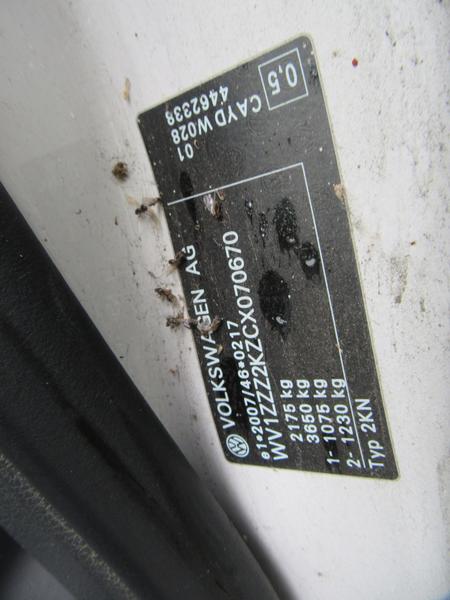 VOLKSWAGEN AG
e1*2007/46*0217
WV1ZZZ2KZCX070670
2175 kg
3650 kg
1- 1075 kg
2- 1230 kg
Typ 2KN
.01
CAYD W028
4462338
0,5